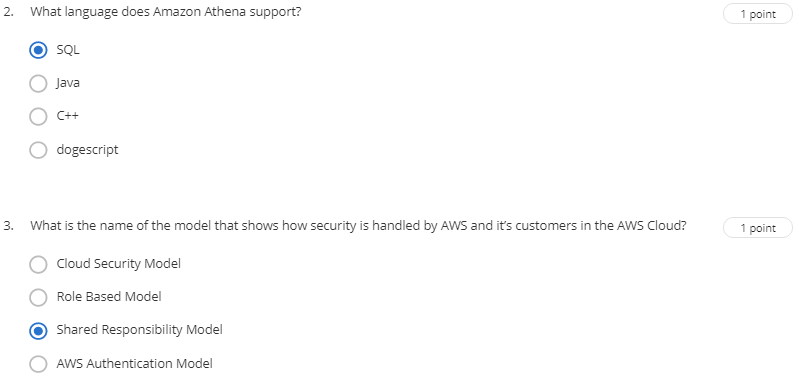 2. What language does Amazon Athena support? 1 point
SQL
Java
C++
dogescript
3. What is the name of the model that shows how security is handled by AWS and it's customers in the AWS Cloud? 1 point
Cloud Security Model
Role Based Model
Shared Responsibility Model
AWS Authentication Model